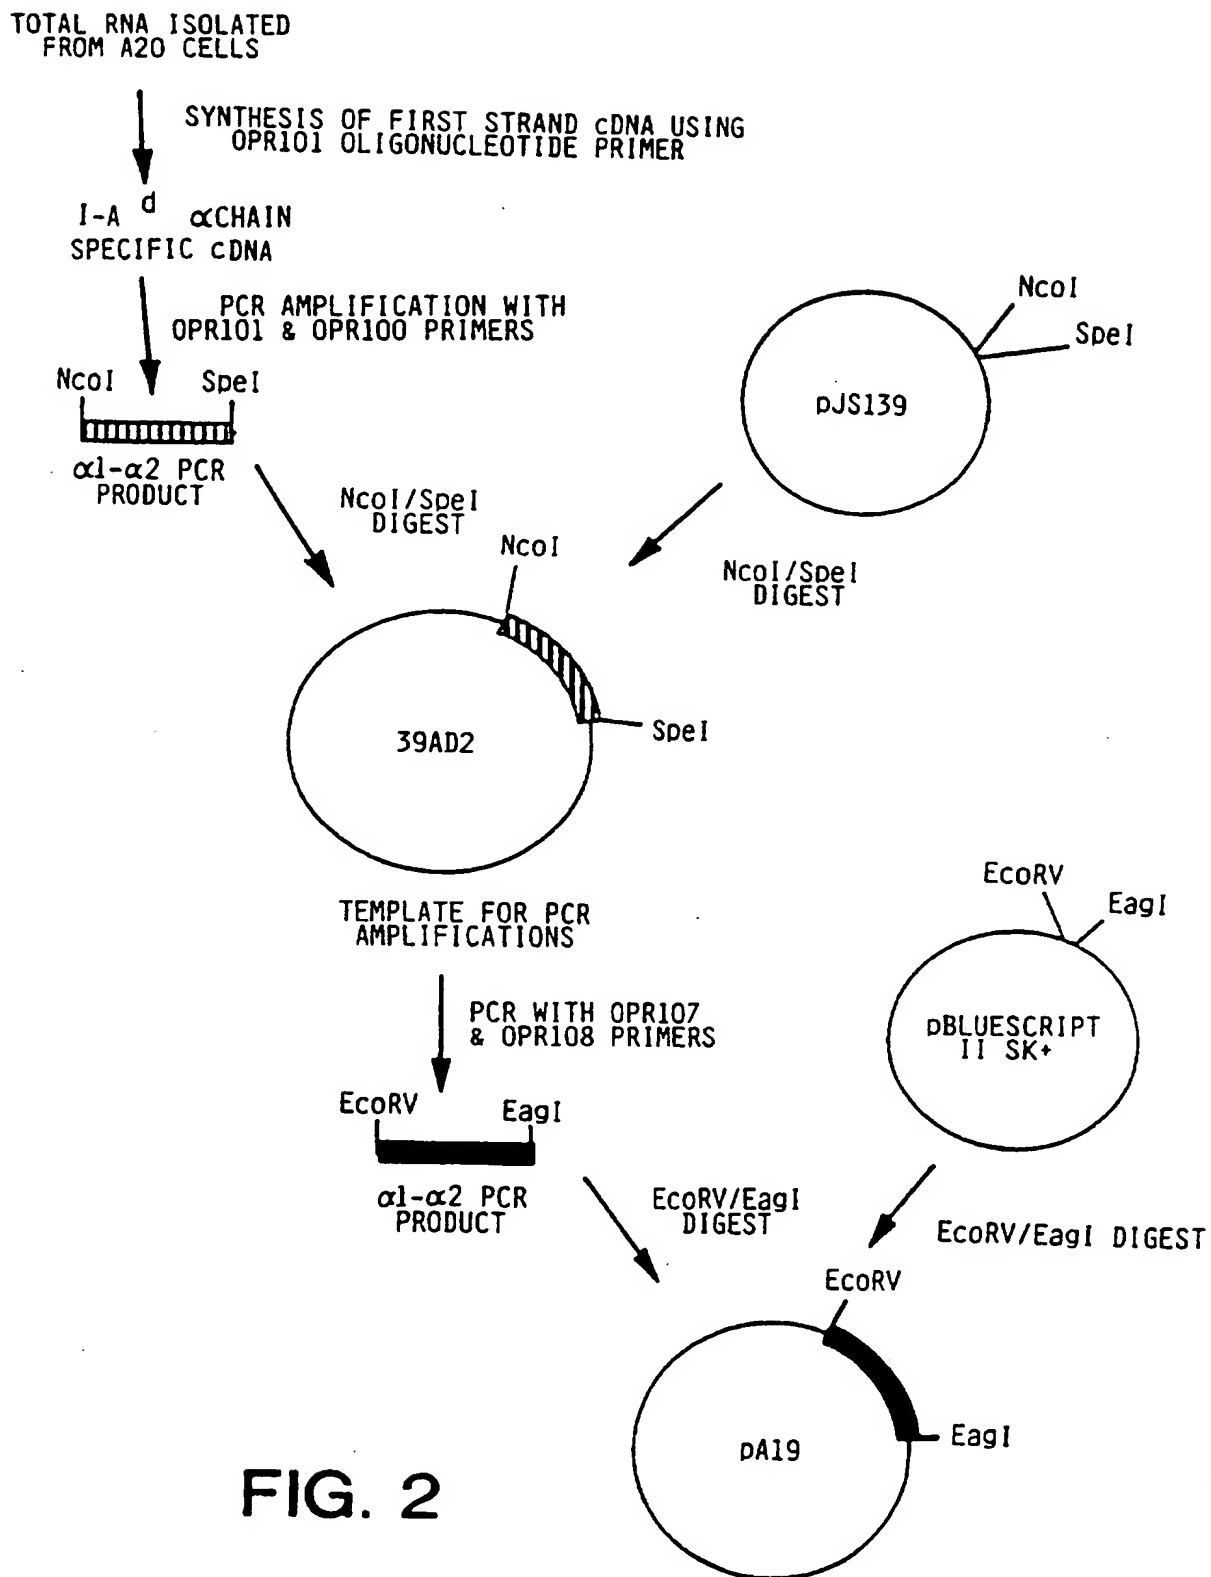 TOTAL RNA ISOLATED
FROM A20 CELLS
SYNTHESIS OF FIRST STRAND cDNA USING
OPR101 OLIGONUCLEOTIDE PRIMER
I-A d αCHAIN
SPECIFIC cDNA
PCR AMPLIFICATION WITH
OPR101 & OPR100 PRIMERS
NcoI SpeI
α1-α2 PCR
PRODUCT
NcoI
SpeI
pJS139
NcoI/SpeI
DIGEST
NcoI/SpeI
DIGEST
NcoI
SpeI
39AD2
TEMPLATE FOR PCR
AMPLIFICATIONS
PCR WITH OPR107
& OPR108 PRIMERS
EcoRV EagI
α1-α2 PCR
PRODUCT
EcoRV
EagI
pBLUESCRIPT
II SK+
EcoRV/EagI
DIGEST
EcoRV/EagI DIGEST
EcoRV
EagI
pA19
FIG. 2